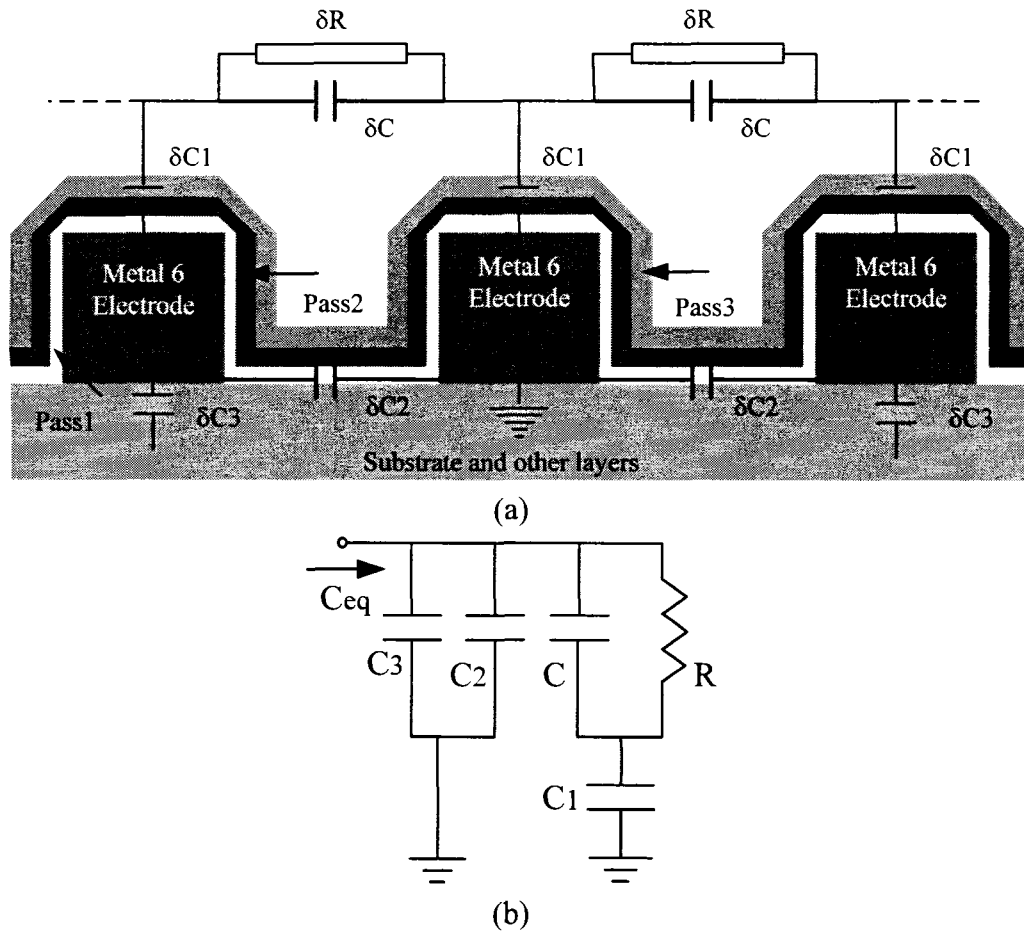 δR δR
δC δC
δC1 δC1 δC1
Metal 6 Metal 6 Metal 6
Electrode Electrode Electrode
Pass2 Pass3
Pass1 δC3 δC2 δC2 δC3
Substrate and other layers
(a)
Ceq
C3 C2 C R
C1
(b)